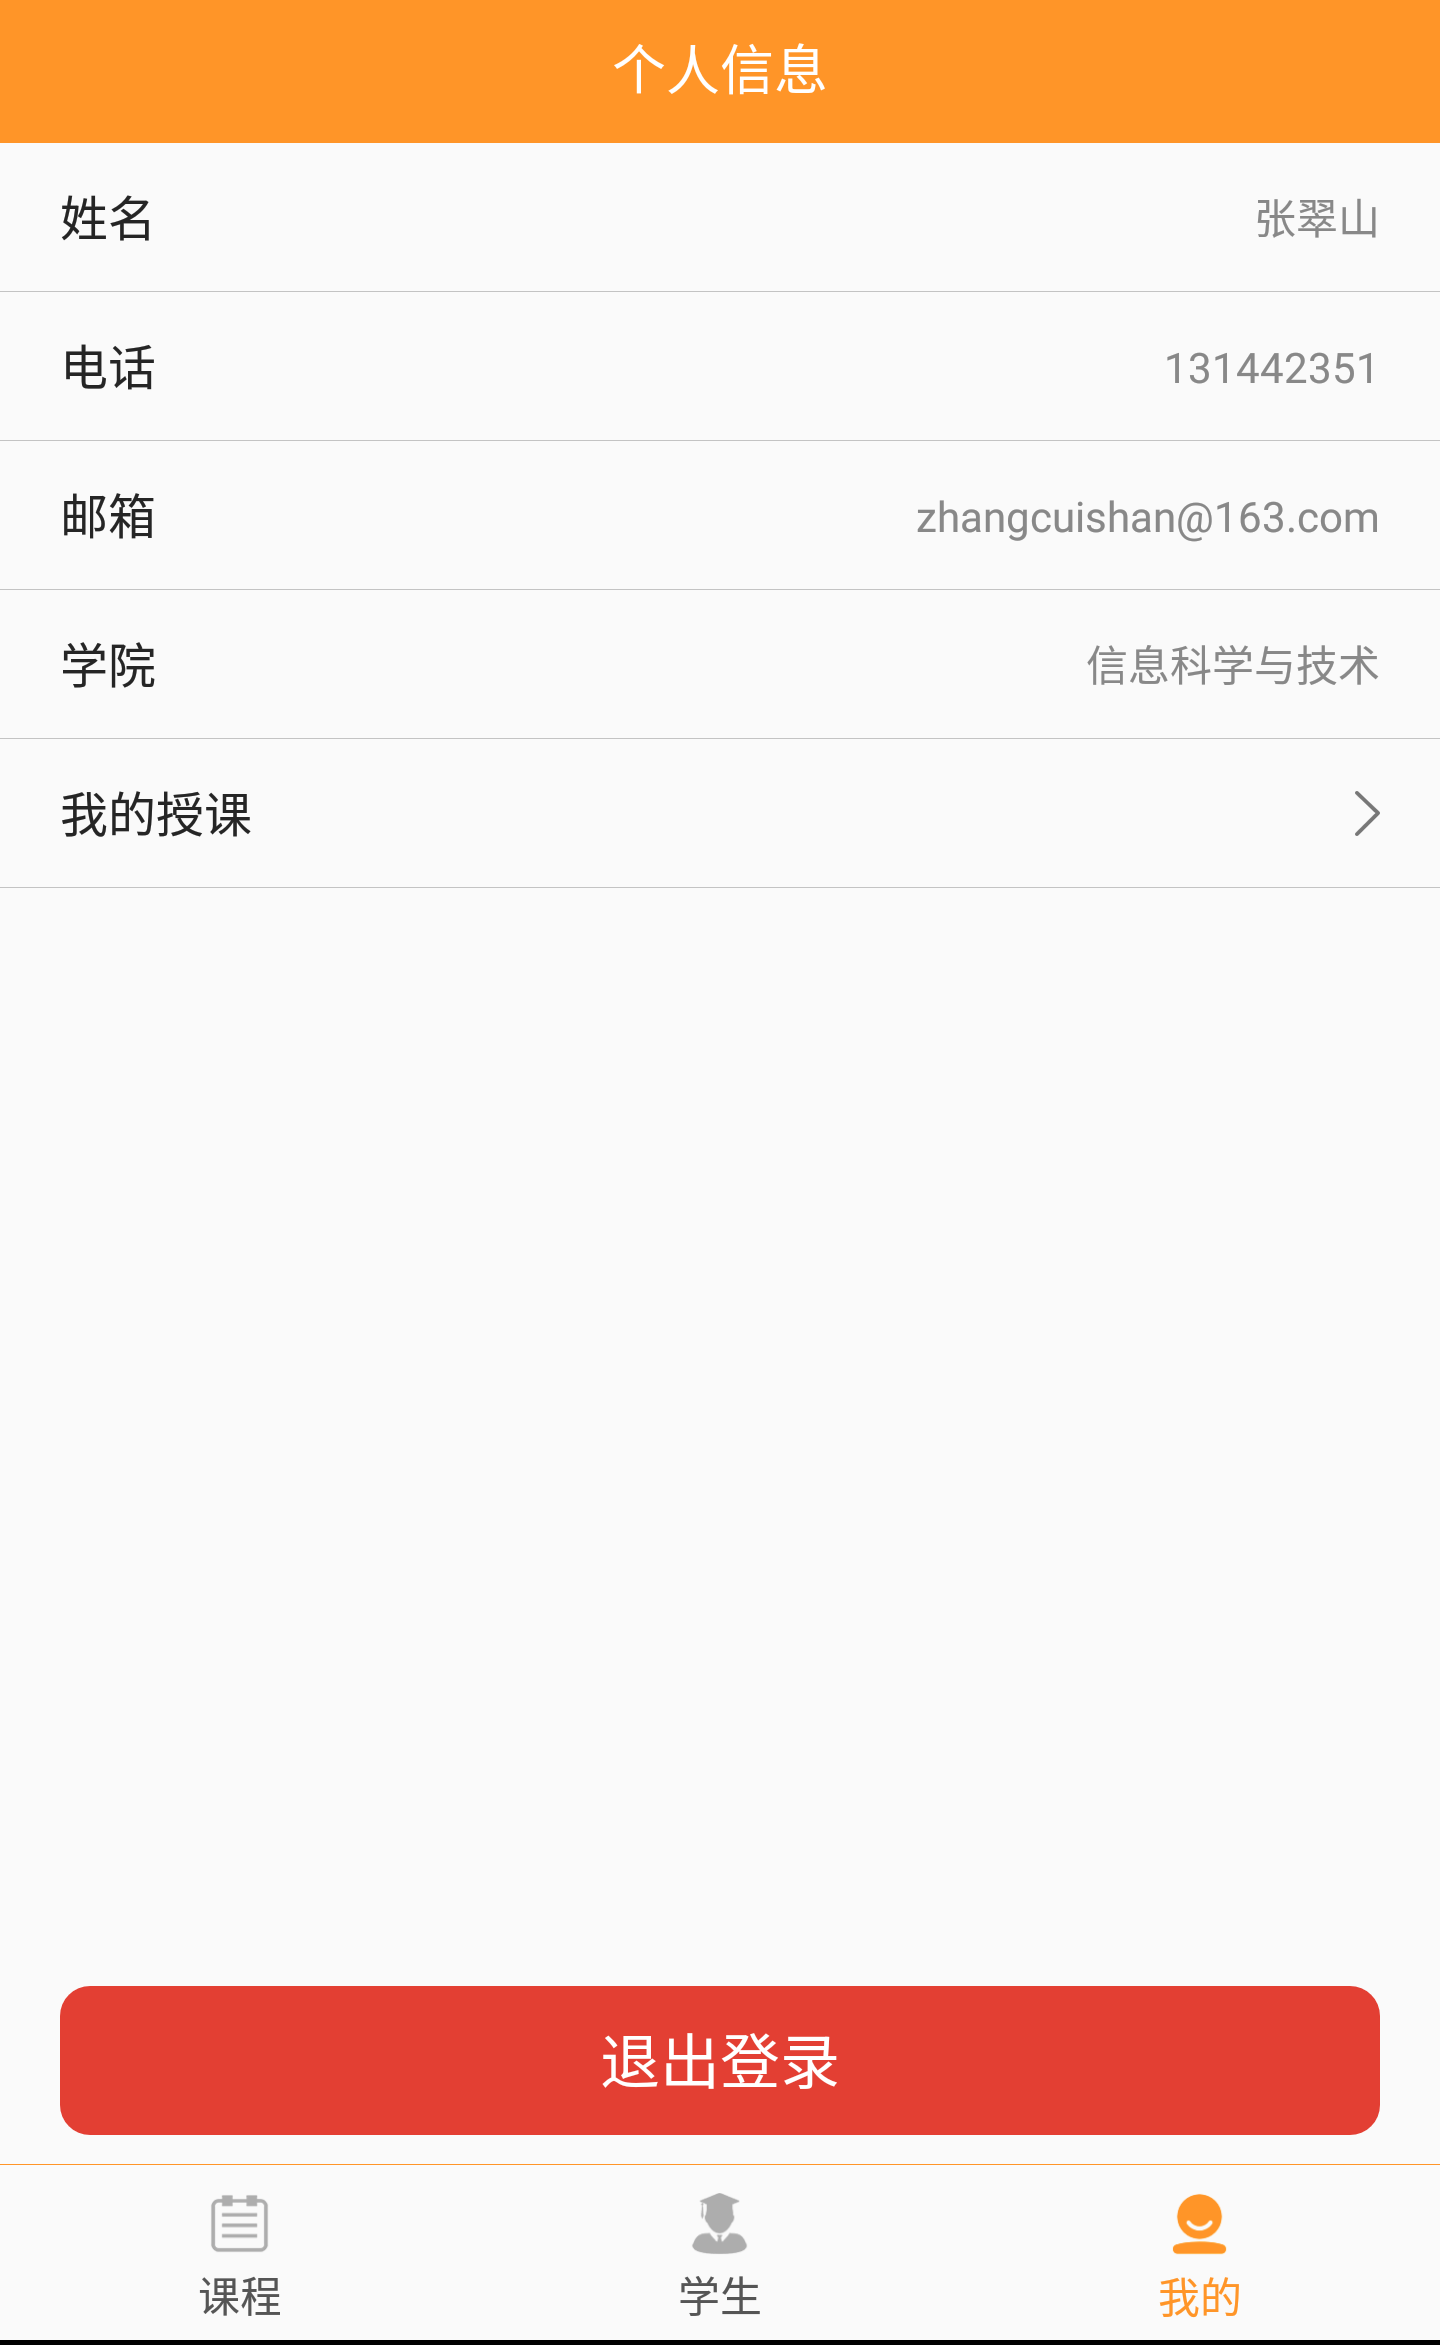 个人信息
姓名 张翠山
电话 131442351
邮箱 zhangcuishan@163.com
学院 信息科学与技术
我的授课
退出登录
课程 学生 我的